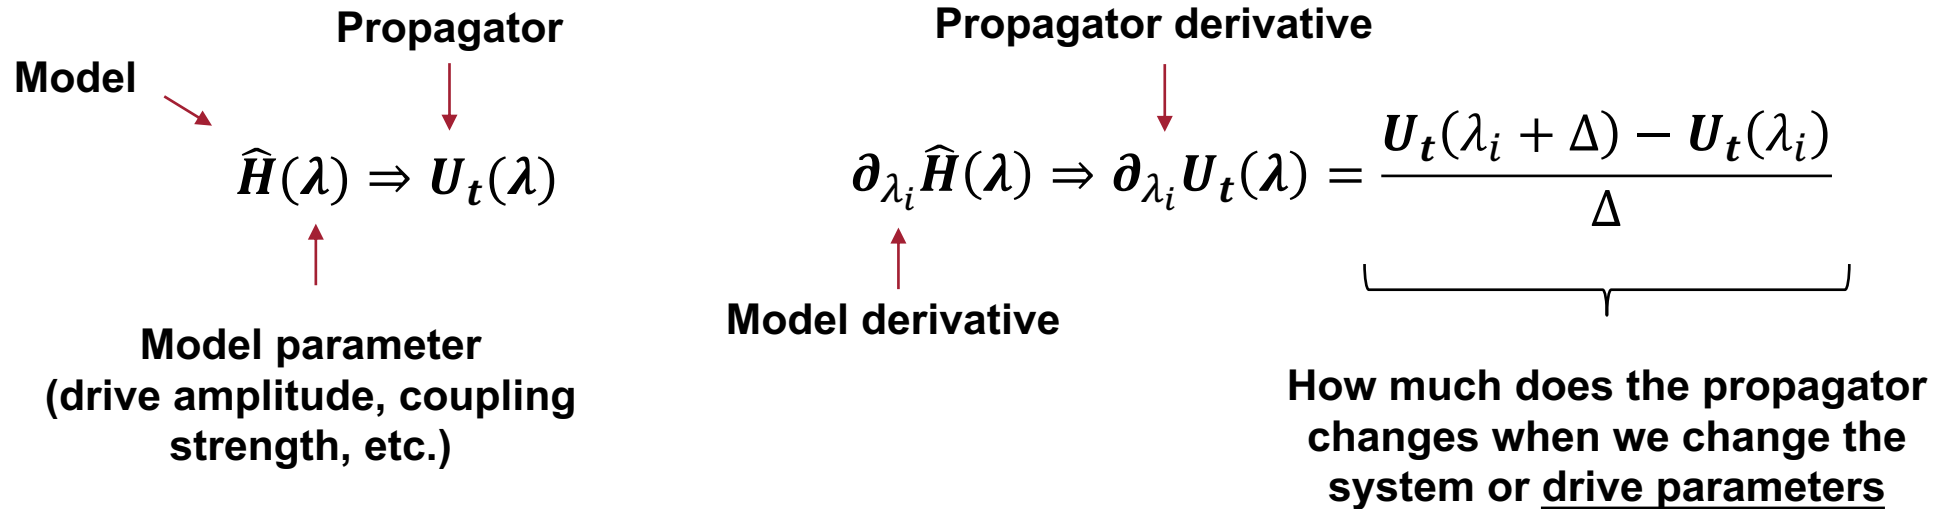 Propagator
Model
Ĥ(λ) ⇒ U_t(λ)
Model parameter
(drive amplitude, coupling
strength, etc.)
Propagator derivative
∂_{λ_i}Ĥ(λ) ⇒ ∂_{λ_i}U_t(λ) = \frac{U_t(λ_i + Δ) − U_t(λ_i)}{Δ}
Model derivative
How much does the propagator
changes when we change the
system or drive parameters